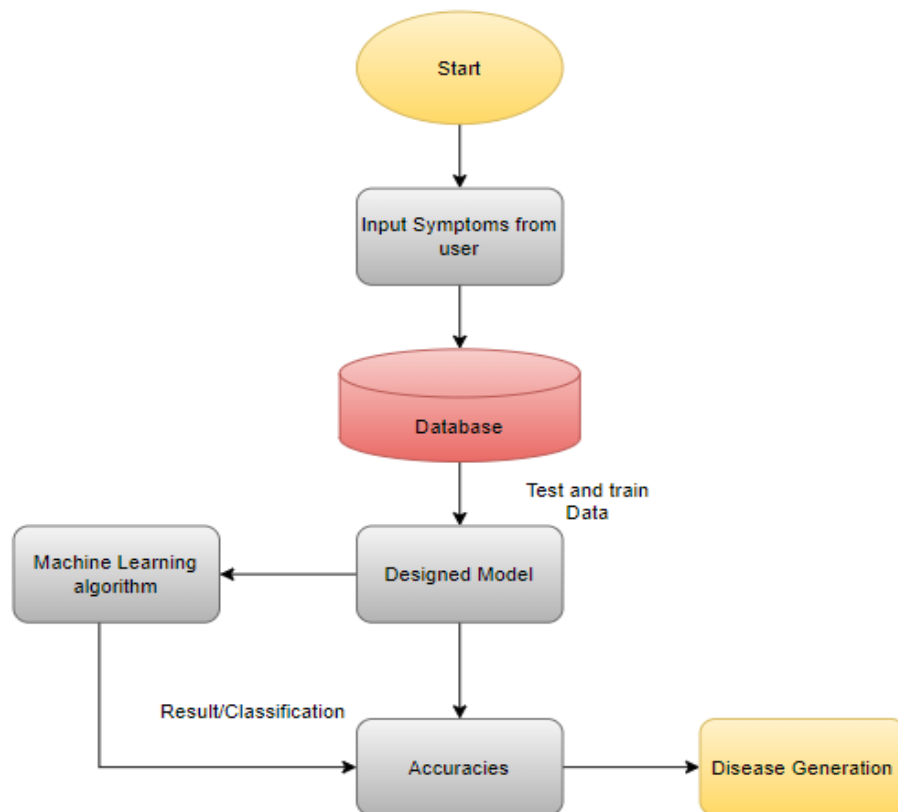 Start
Input Symptoms from
user
Database
Test and train
Data
Machine Learning
algorithm
Designed Model
Result/Classification
Accuracies
Disease Generation